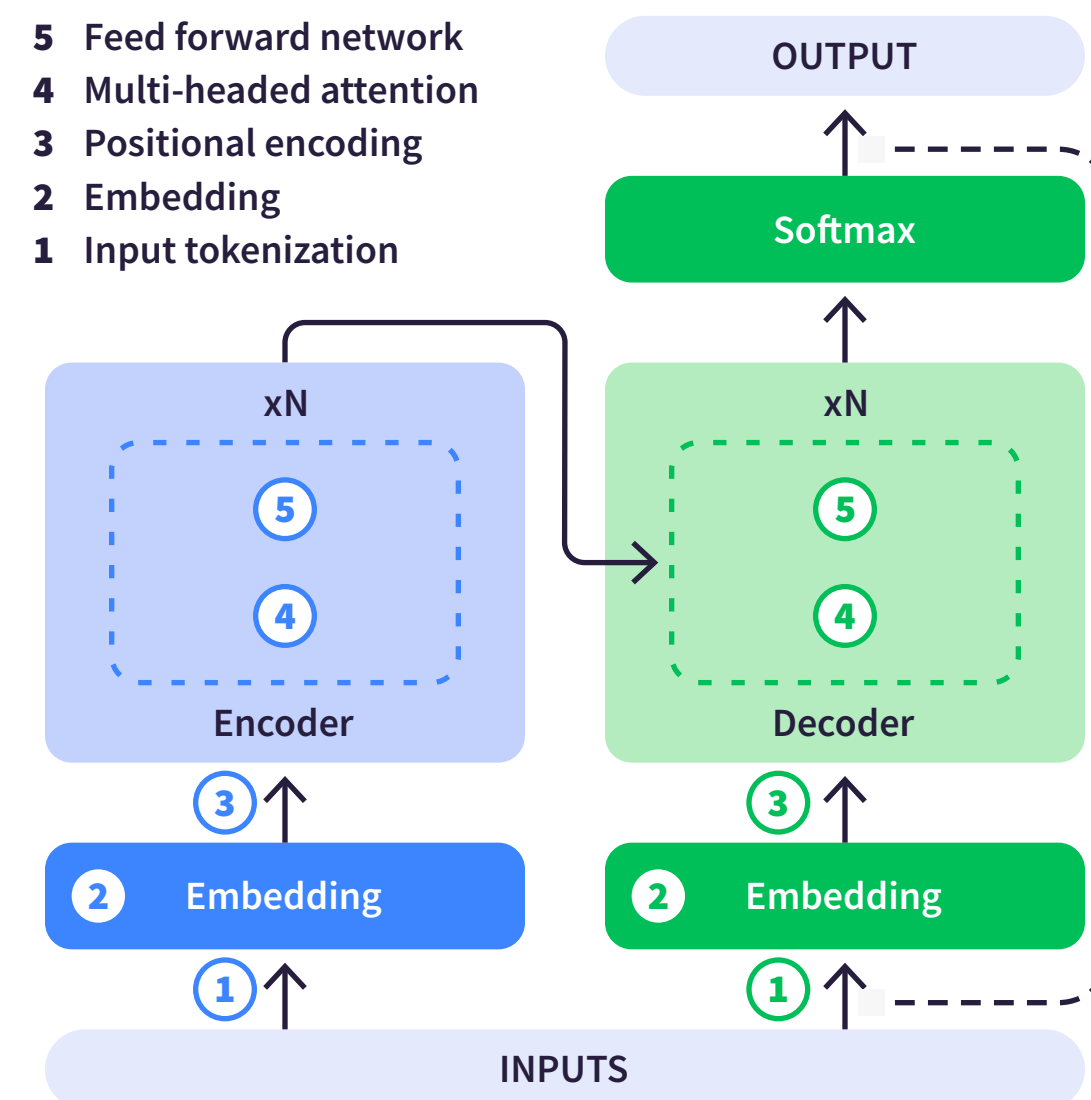 5 Feed forward network
4 Multi-headed attention
3 Positional encoding
2 Embedding
1 Input tokenization
OUTPUT
Softmax
xN
5
4
Encoder
3
2 Embedding
1
xN
5
4
Decoder
3
2 Embedding
1
INPUTS